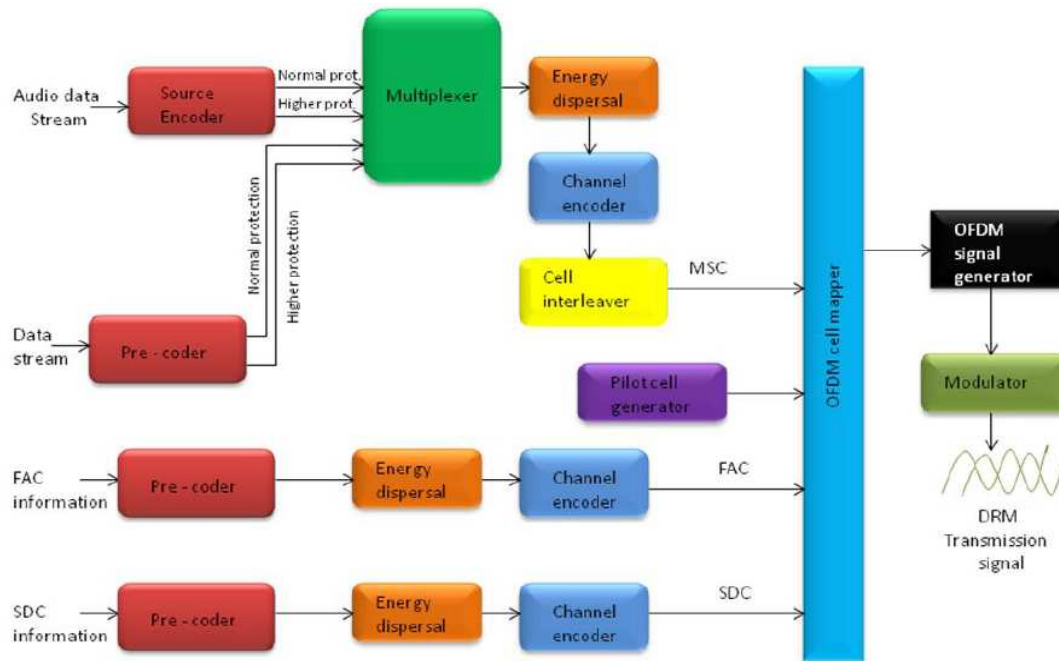 Audio data
Stream
Source
Encoder
Normal prot.
Higher prot.
Multiplexer
Energy
dispersal
Channel
encoder
Cell
interleaver
MSC
Normal protection
Higher protection
Data
stream
Pre - coder
Pilot cell
generator
OFDM cell mapper
OFDM
signal
generator
Modulator
DRM
Transmission
signal
FAC
information
Pre - coder
Energy
dispersal
Channel
encoder
FAC
SDC
information
Pre - coder
Energy
dispersal
Channel
encoder
SDC